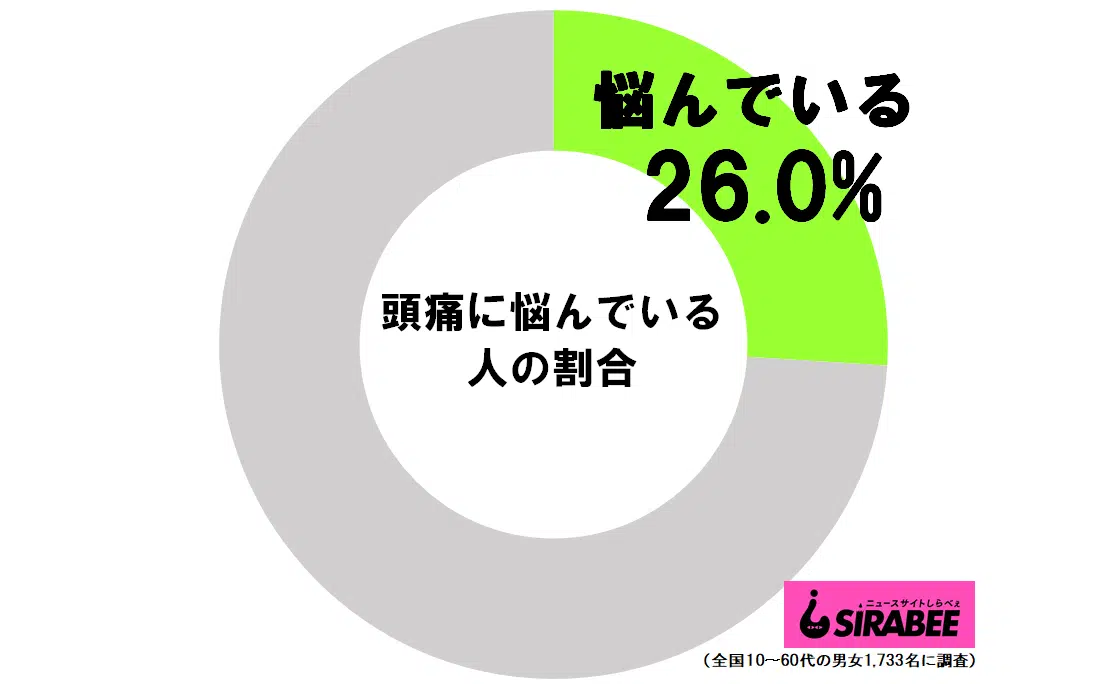 悩んでいる
26.0%
頭痛に悩んでいる
人の割合
ニュースサイトしらべぇ
SIRABEE
(全国10～60代の男女1,733名に調査)